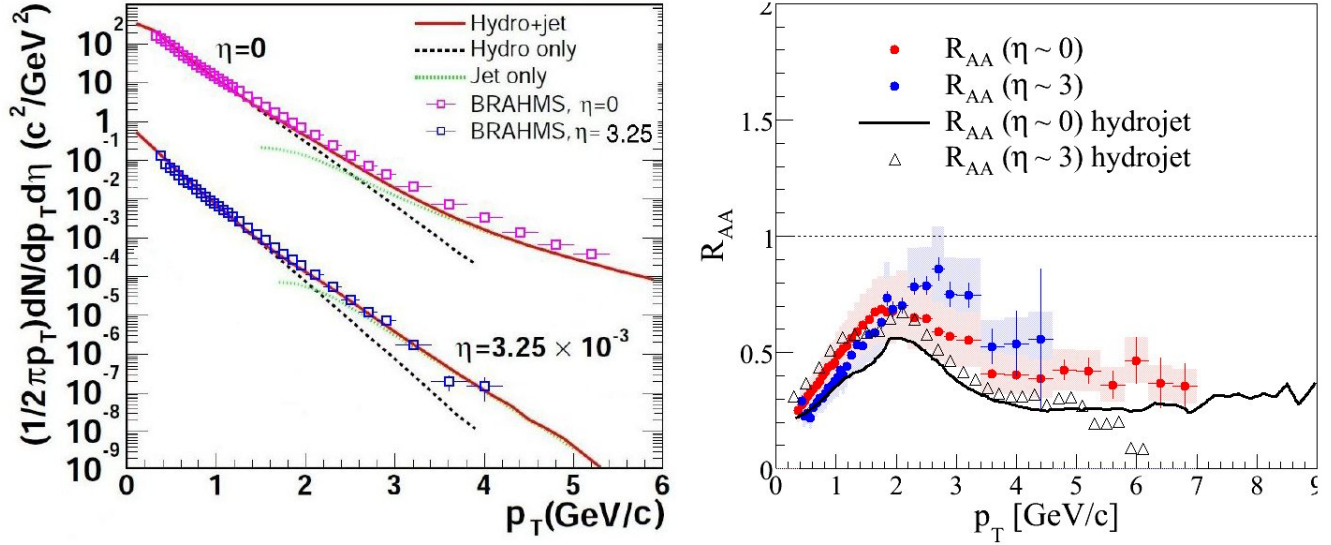 (1/2πp_T)dN/dp_T dη (c²/GeV²)
10²
10
1
10⁻¹
10⁻²
10⁻³
10⁻⁴
10⁻⁵
10⁻⁶
10⁻⁷
10⁻⁸
10⁻⁹
10
η=0
Hydro+jet
Hydro only
Jet only
BRAHMS, η=0
BRAHMS, η= 3.25
η=3.25 × 10⁻³
0 1 2 3 4 5 6
p_T (GeV/c)
R_AA
2
1.5
1
0.5
0
R_AA (η ~ 0)
R_AA (η ~ 3)
R_AA (η ~ 0) hydrojet
R_AA (η ~ 3) hydrojet
0 1 2 3 4 5 6 7 8 9
p_T [GeV/c]